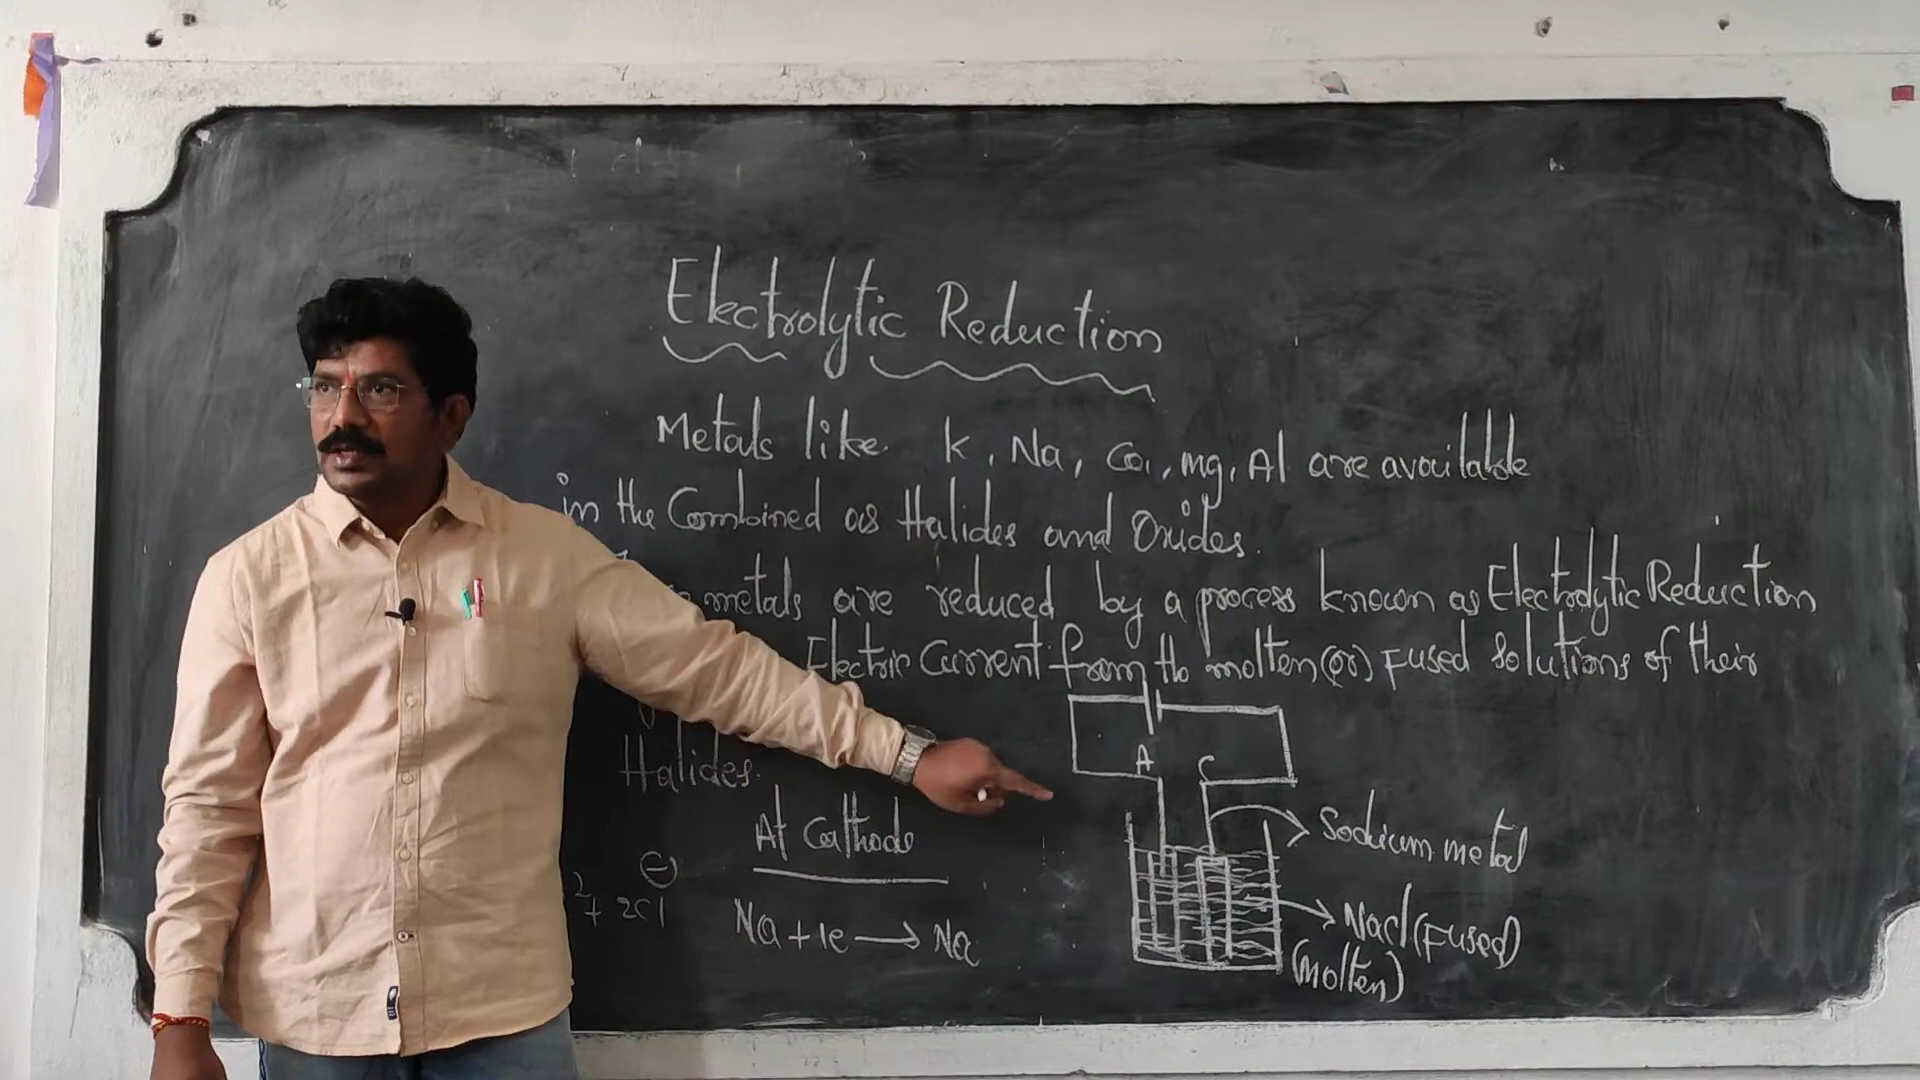 Electrolytic Reduction
Metals like K, Na, Ca, mg, Al are available
in the Combined as Halides and Oxides.
metals are reduced by a process known as Electrolytic Reduction
Electric Current from the molten (or) Fused Solutions of their
Halides.
A C
At Cathode
Sodium metal
+ 2Cl ⊖
Na + 1e → Na
NaCl (Fused)
(Molten)